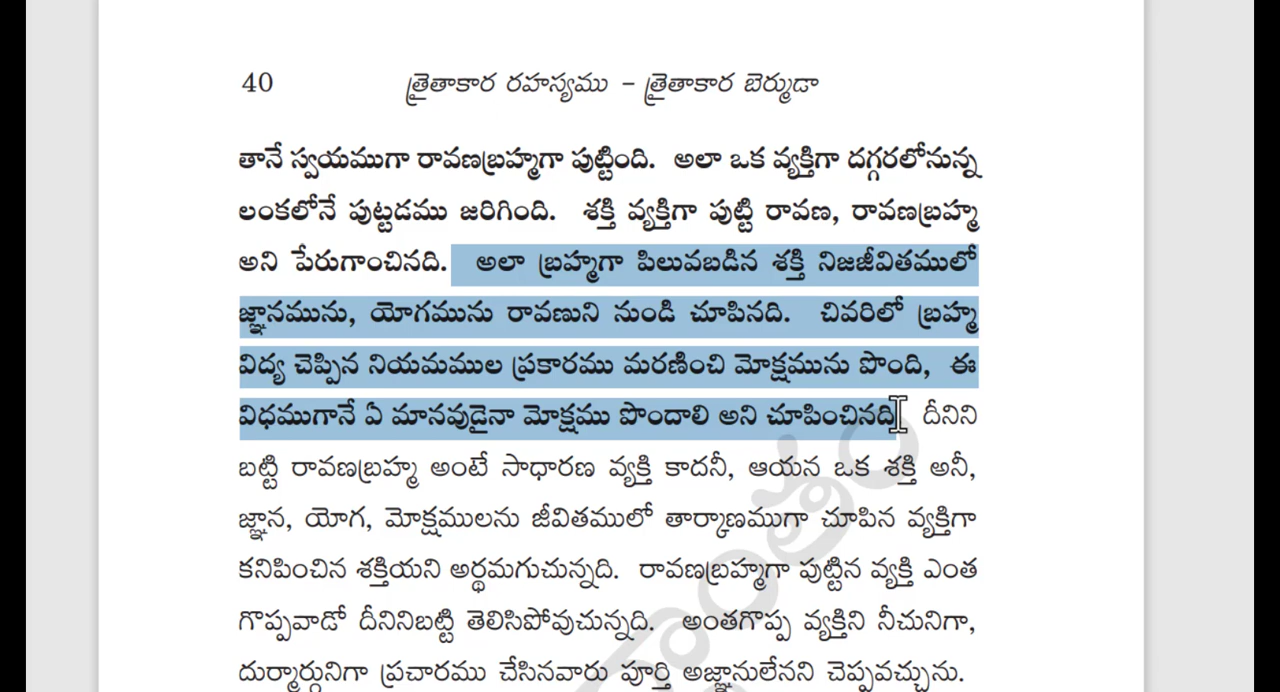 40 త్రైతాకార రహస్యము – త్రైతాకార బెర్ముడా
తానే స్వయముగా రావణబ్రహ్మగా పుట్టింది. అలా ఒక వ్యక్తిగా దగ్గరలోనున్న
లంకలోనే పుట్టడము జరిగింది. శక్తి వ్యక్తిగా పుట్టి రావణ, రావణబ్రహ్మ
అని పేరుగాంచినది. అలా బ్రహ్మగా పిలువబడిన శక్తి నిజజీవితములో
జ్ఞానమును, యోగమును రావణుని నుండి చూపినది. చివరిలో బ్రహ్మ
విద్య చెప్పిన నియమముల ప్రకారము మరణించి మోక్షమును పొంది, ఈ
విధముగానే ఏ మానవుడైనా మోక్షము పొందాలి అని చూపించినది దీనిని
బట్టి రావణబ్రహ్మ అంటే సాధారణ వ్యక్తి కాదనీ, ఆయన ఒక శక్తి అనీ,
జ్ఞాన, యోగ, మోక్షములను జీవితములో తార్కాణముగా చూపిన వ్యక్తిగా
కనిపించిన శక్తియని అర్థమగుచున్నది. రావణబ్రహ్మగా పుట్టిన వ్యక్తి ఎంత
గొప్పవాడో దీనినిబట్టి తెలిసిపోవుచున్నది. అంతగొప్ప వ్యక్తిని నీచునిగా,
దుర్మార్గునిగా ప్రచారము చేసినవారు పూర్తి అజ్ఞానులేనని చెప్పవచ్చును.